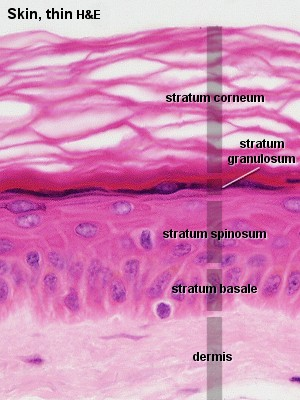 Skin, thin H&E
stratum corneum
stratum
granulosum
stratum spinosum
stratum basale
dermis